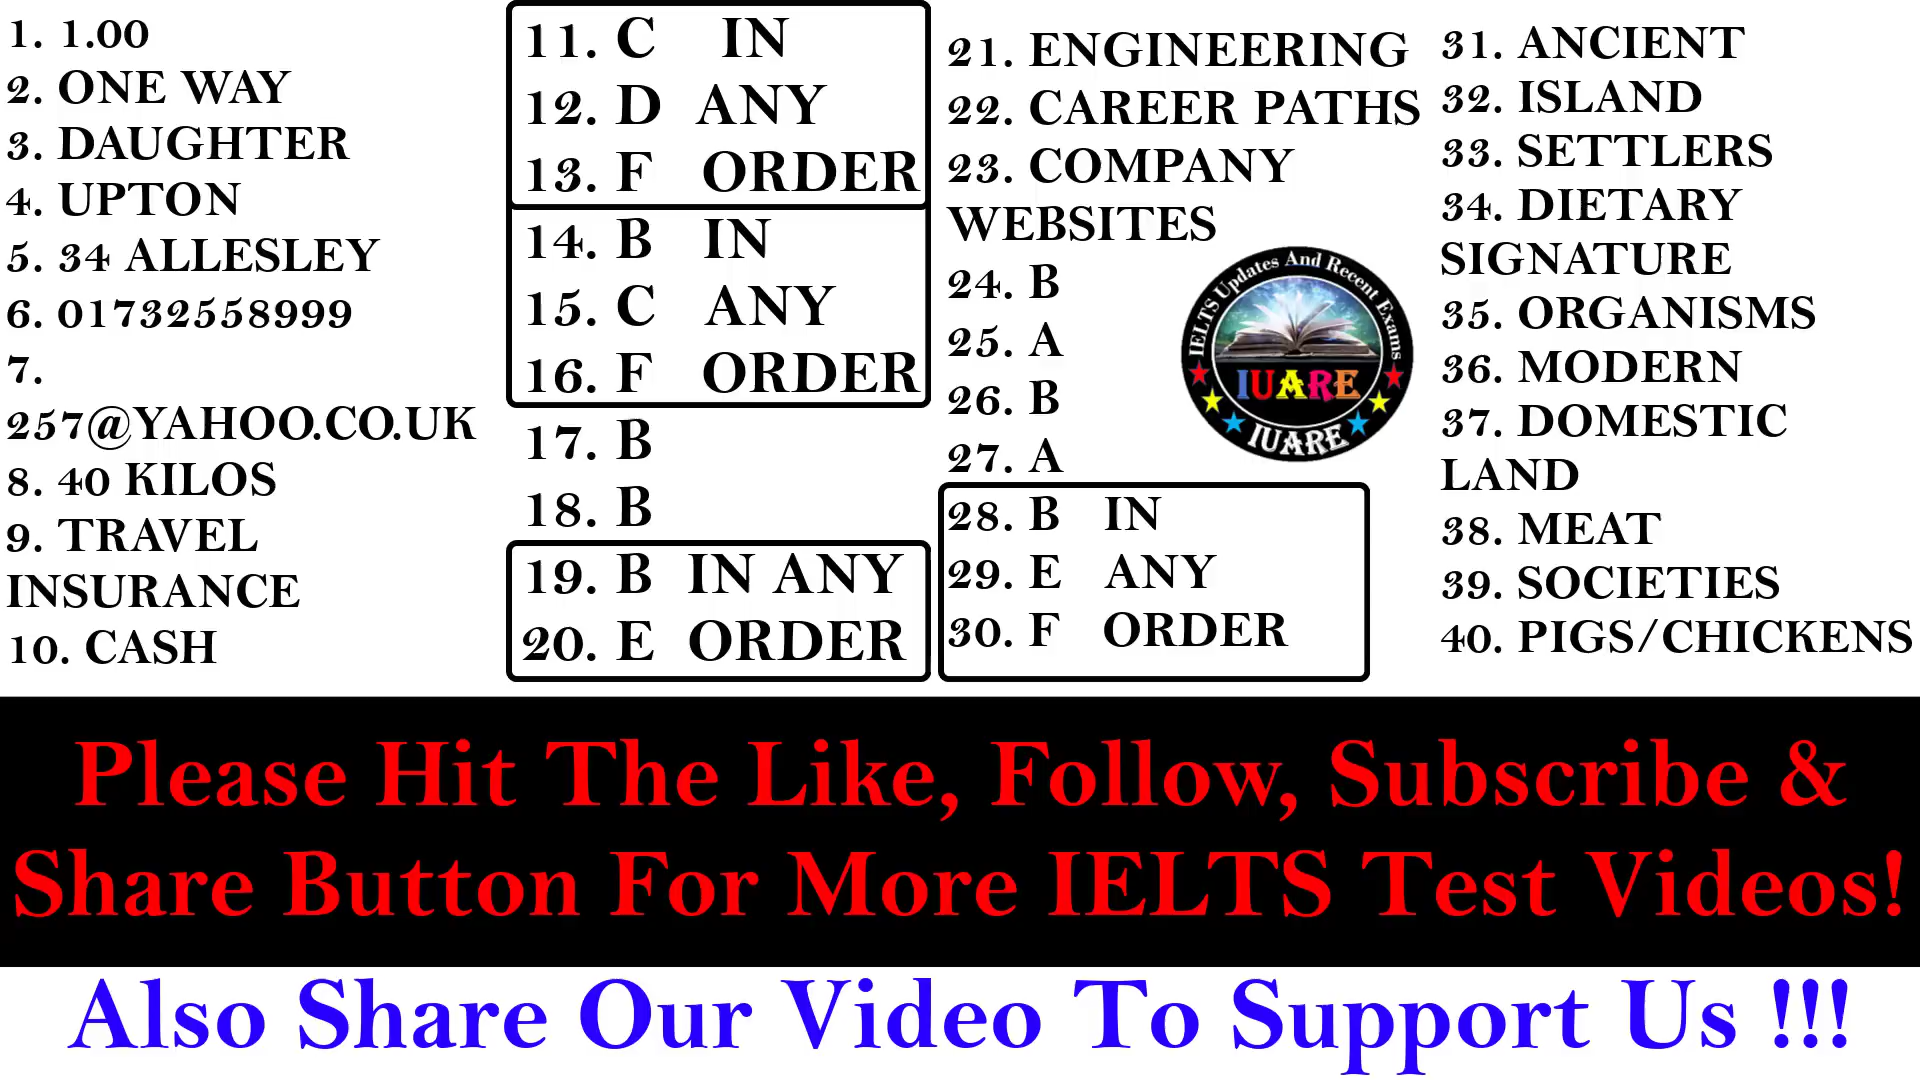 1. 1.00
2. ONE WAY
3. DAUGHTER
4. UPTON
5. 34 ALLESLEY
6. 01732558999
7.
257@YAHOO.CO.UK
8. 40 KILOS
9. TRAVEL
INSURANCE
10. CASH
11. C IN
12. D ANY
13. F ORDER
14. B IN
15. C ANY
16. F ORDER
17. B
18. B
19. B IN ANY
20. E ORDER
21. ENGINEERING
22. CAREER PATHS
23. COMPANY
WEBSITES
24. B
25. A
26. B
27. A
28. B IN
29. E ANY
30. F ORDER
IELTS Updates And Recent Exams
IUARE
IUARE
31. ANCIENT
32. ISLAND
33. SETTLERS
34. DIETARY
SIGNATURE
35. ORGANISMS
36. MODERN
37. DOMESTIC
LAND
38. MEAT
39. SOCIETIES
40. PIGS/CHICKENS
Please Hit The Like, Follow, Subscribe &
Share Button For More IELTS Test Videos!
Also Share Our Video To Support Us !!!